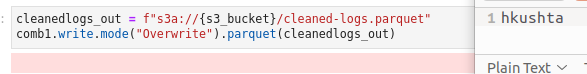 cleanedlogs_out = f"s3a://{s3_bucket}/cleaned-logs.parquet"
comb1.write.mode("Overwrite").parquet(cleanedlogs_out)
1 hkushta
Plain Text